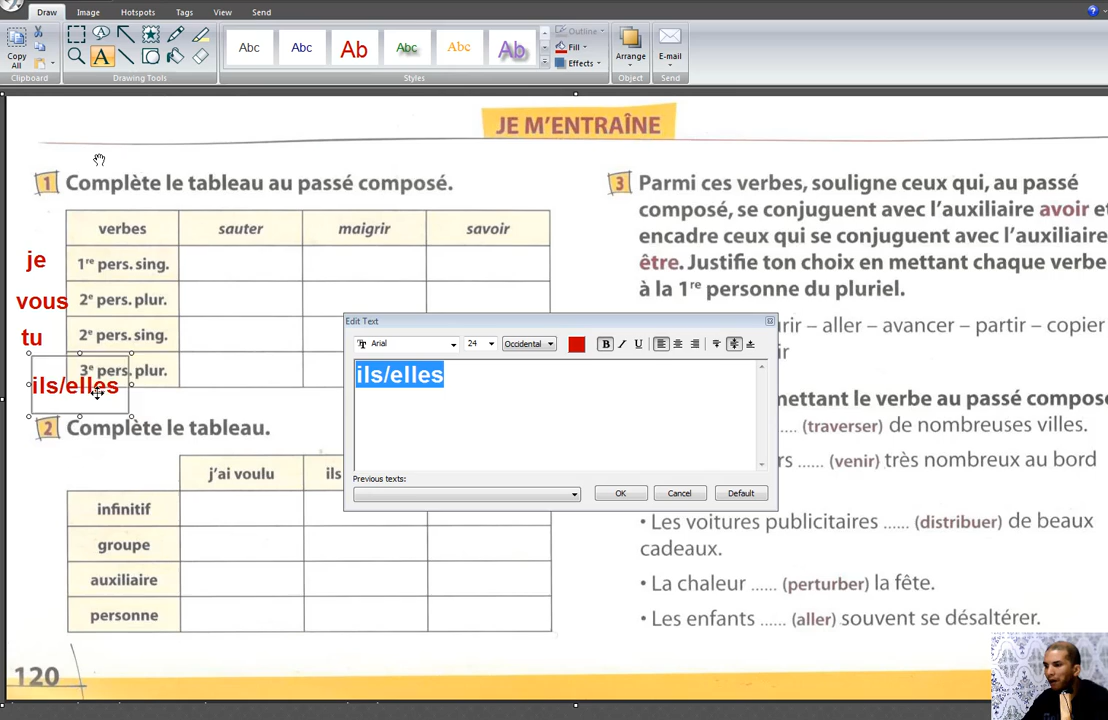 Draw Image Hotspots Tags View Send
Copy All
Abc Abc Ab Abc Abc Ab
Outline
Fill
Effects
Arrange E-mail
Clipboard Drawing Tools Styles Object Send
JE M'ENTRAÎNE
1 Complète le tableau au passé composé.
verbes sauter maigrir savoir
je 1re pers. sing.
vous 2e pers. plur.
tu 2e pers. sing.
3e pers. plur.
ils/elles
2 Complète le tableau.
j'ai voulu ils
infinitif
groupe
auxiliaire
personne
120
Edit Text
Arial 24 Occidental B I U
ils/elles
Previous texts:
OK Cancel Default
3 Parmi ces verbes, souligne ceux qui, au passé
composé, se conjuguent avec l'auxiliaire avoir et
encadre ceux qui se conjuguent avec l'auxiliaire
être. Justifie ton choix en mettant chaque verbe
à la 1re personne du pluriel.
rir – aller – avancer – partir – copier
ir
mettant le verbe au passé compos
.... (traverser) de nombreuses villes.
rs ...... (venir) très nombreux au bord
• Les voitures publicitaires ...... (distribuer) de beaux
cadeaux.
• La chaleur ...... (perturber) la fête.
• Les enfants ...... (aller) souvent se désaltérer.